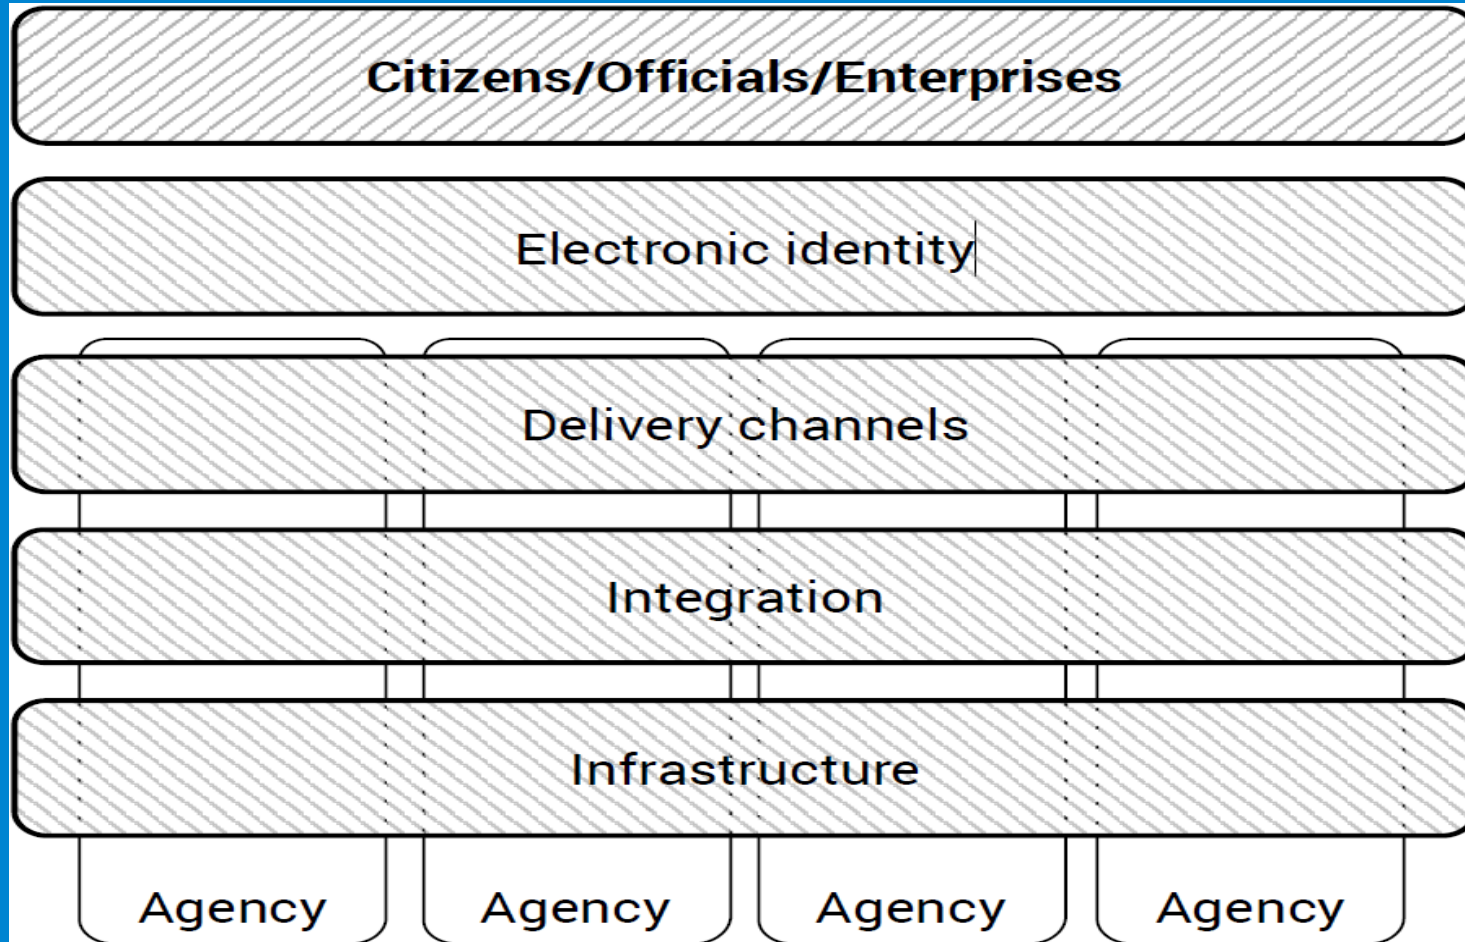 Citizens/Officials/Enterprises
Electronic identity
Delivery channels
Integration
Infrastructure
Agency Agency Agency Agency